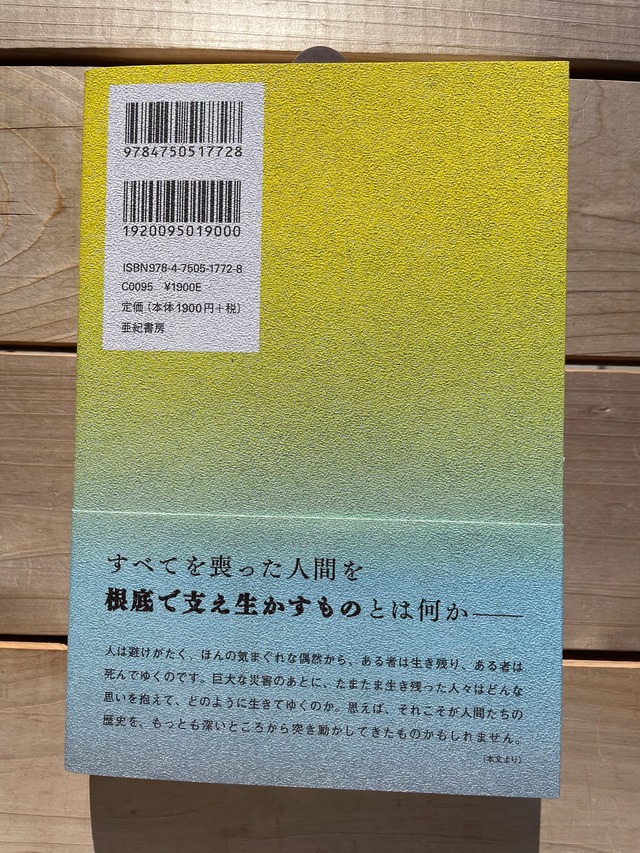 9784750517728
1920095019000
ISBN978-4-7505-1772-8
C0095 ¥1900E
定価（本体1900円＋税）
亜紀書房
すべてを喪った人間を
根底で支え生かすものとは何か――
人は避けがたく、ほんの気まぐれな偶然から、ある者は生き残り、ある者は
死んでゆくのです。巨大な災害のあとに、たまたま生き残った人々はどんな
思いを抱えて、どのように生きてゆくのか。思えば、それこそが人間たちの
歴史を、もっとも深いところから突き動かしてきたものかもしれません。
（本文より）